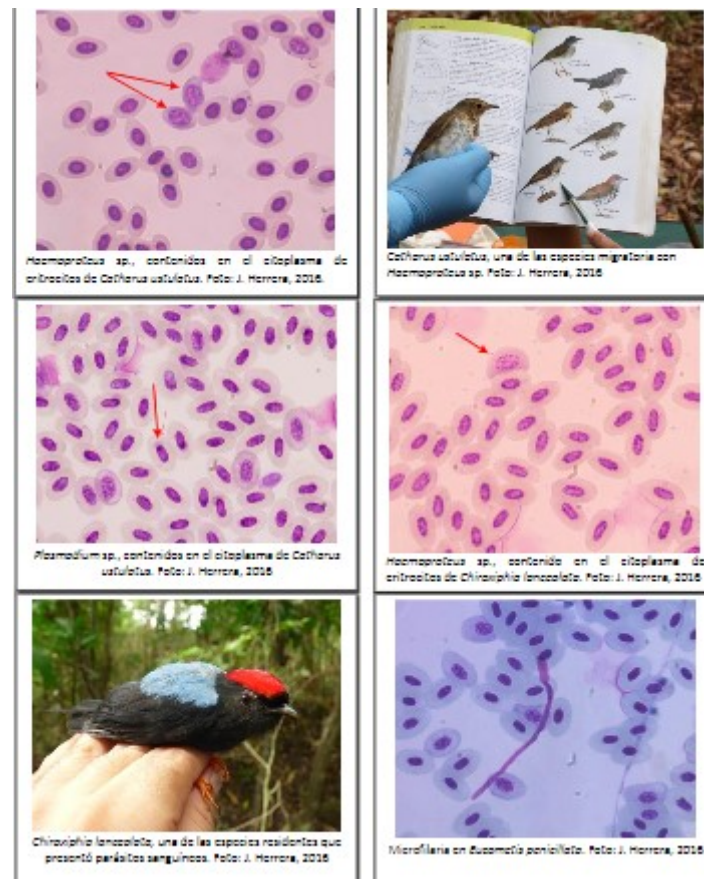 Haemoproteus sp., contenidos en el citoplasma de
eritrocitos de Catharus ustulatus. Foto: J. Herrera, 2016.
Catharus ustulatus, una de las especies migratoria con
Haemoproteus sp. Foto: J. Herrera, 2016
Plasmodium sp., contenidos en el citoplasma de Catharus
ustulatus. Foto: J. Herrera, 2016
Haemoproteus sp., contenido en el citoplasma de
eritrocitos de Chiroxiphia lanceolata. Foto: J. Herrera, 2016
Chiroxiphia lanceolata, una de las especies residentes que
presentó parásitos sanguíneos. Foto: J. Herrera, 2016
Microfilaria en Eucometis penicillata. Foto: J. Herrera, 2016